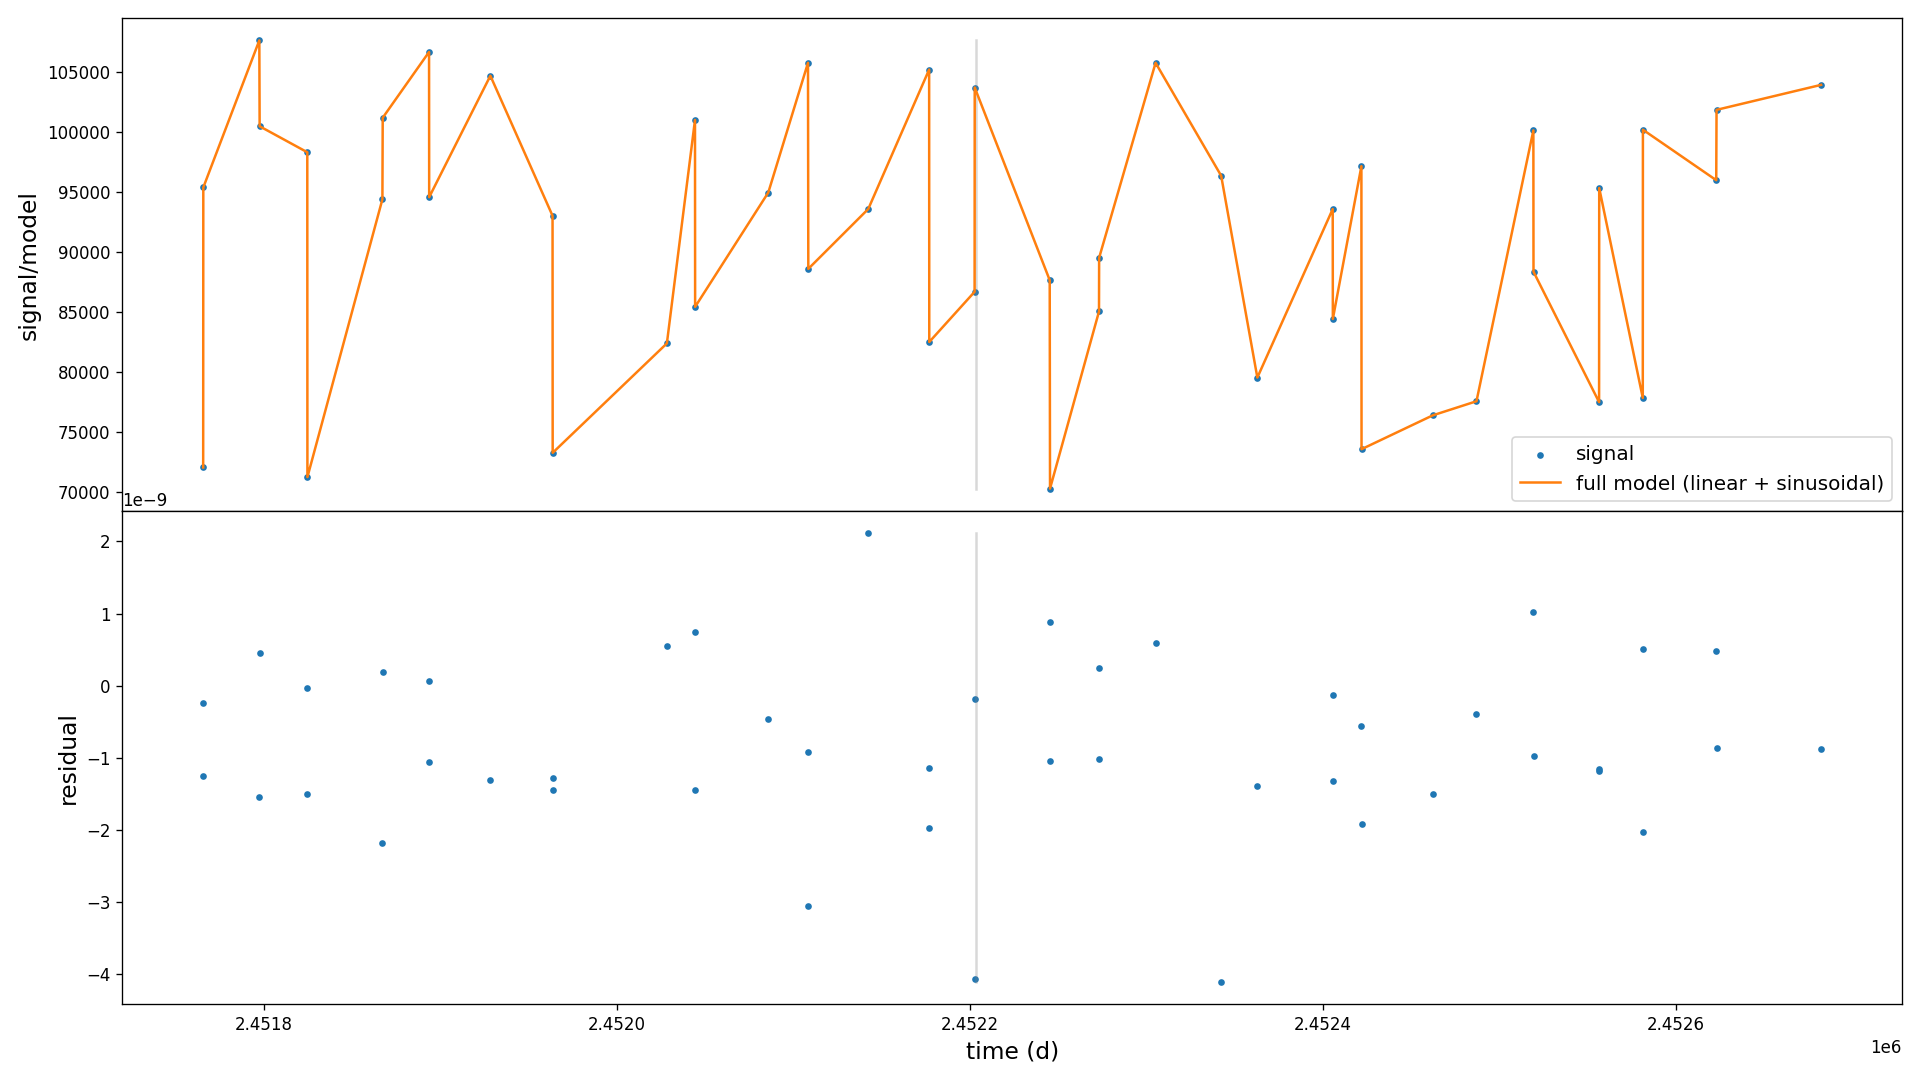 signal/model
105000
100000
95000
90000
85000
80000
75000
70000
signal
full model (linear + sinusoidal)
1e−9
residual
2
1
0
−1
−2
−3
−4
2.4518
2.4520
2.4522
2.4524
2.4526
time (d)
1e6